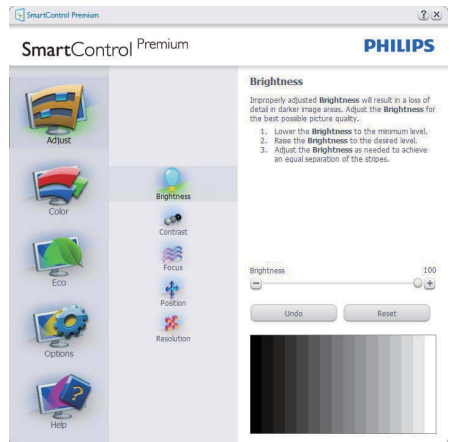 SmartControl Premium
SmartControl Premium
PHILIPS
Adjust
Color
Eco
Options
Help
Brightness
Contrast
Focus
Position
Resolution
Brightness
Improperly adjusted Brightness will result in a loss of
detail in darker image areas. Adjust the Brightness for
the best possible picture quality.
1. Lower the Brightness to the minimum level.
2. Rase the Brightness to the desired level.
3. Adjust the Brightness as needed to achieve
an equal separation of the stripes.
Brightness 100
Undo Reset